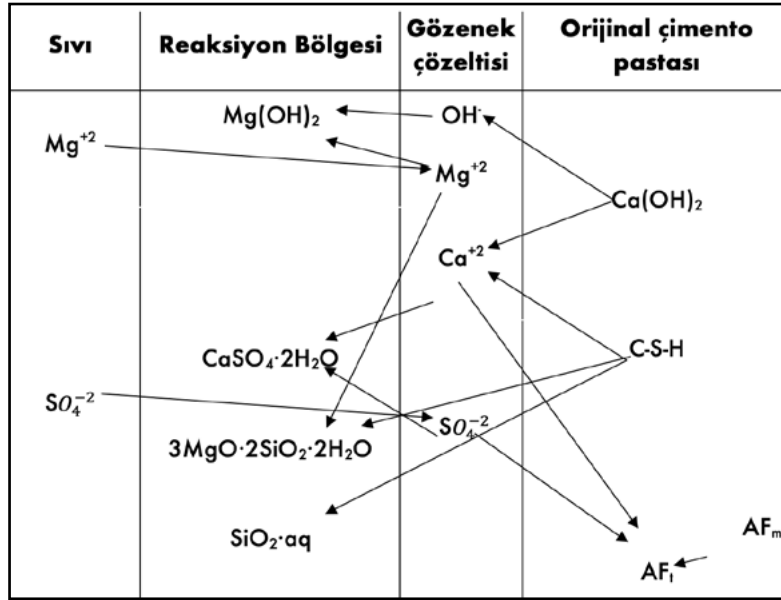 Sıvı
Reaksiyon Bölgesi
Gözenek
çözeltisi
Orijinal çimento
pastası
Mg(OH)₂
OH⁻
Mg⁺²
Mg⁺²
Ca(OH)₂
Ca⁺²
CaSO₄·2H₂O
C-S-H
SO₄⁻²
SO₄⁻²
3MgO·2SiO₂·2H₂O
SiO₂·aq
AFₘ
AFₜ